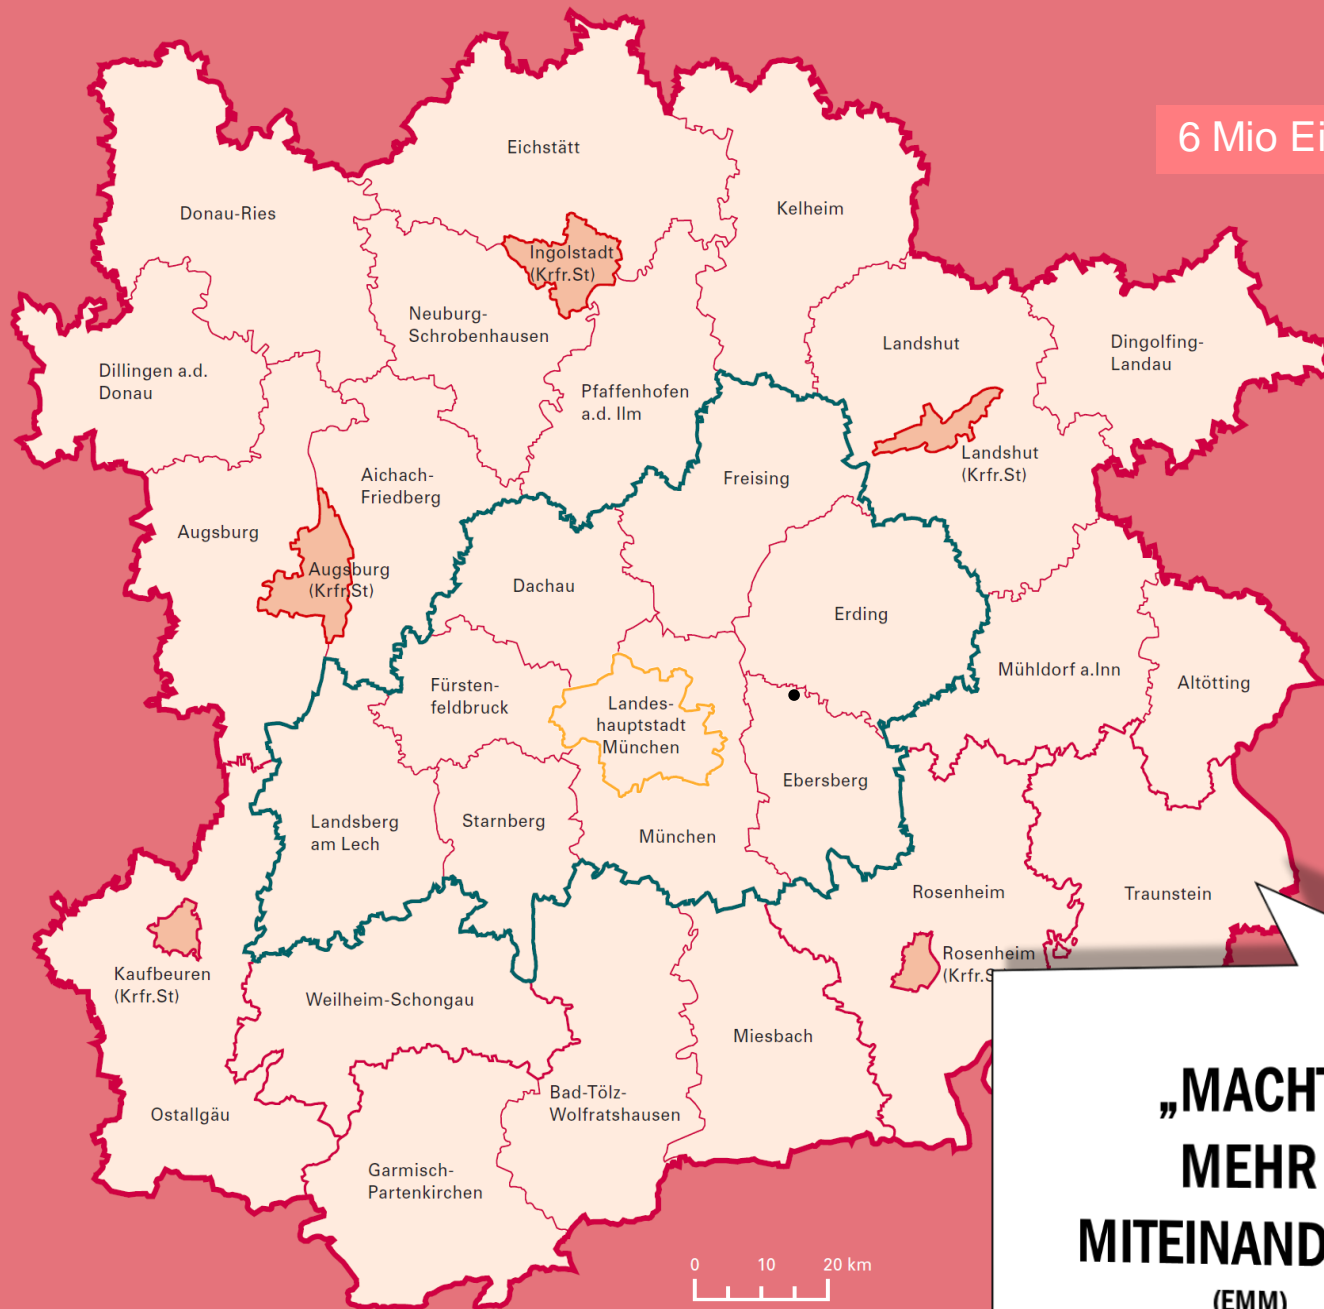 6 Mio Ei
Eichstätt
Donau-Ries
Kelheim
Ingolstadt
(Krfr.St)
Neuburg-
Schrobenhausen
Landshut
Dingolfing-
Landau
Dillingen a.d.
Donau
Pfaffenhofen
a.d. Ilm
Landshut
(Krfr.St)
Aichach-
Friedberg
Freising
Augsburg
Augsburg
(Krfr.St)
Dachau
Erding
Mühldorf a.Inn
Altötting
Fürsten-
feldbruck
Landes-
hauptstadt
München
Ebersberg
Landsberg
am Lech
Starnberg
München
Rosenheim
Traunstein
Rosenheim
(Krfr.S
Kaufbeuren
(Krfr.St)
Weilheim-Schongau
Miesbach
Bad-Tölz-
Wolfratshausen
Ostallgäu
Garmisch-
Partenkirchen
0 10 20 km
„MACHT
MEHR
MITEINAND
(EMM)